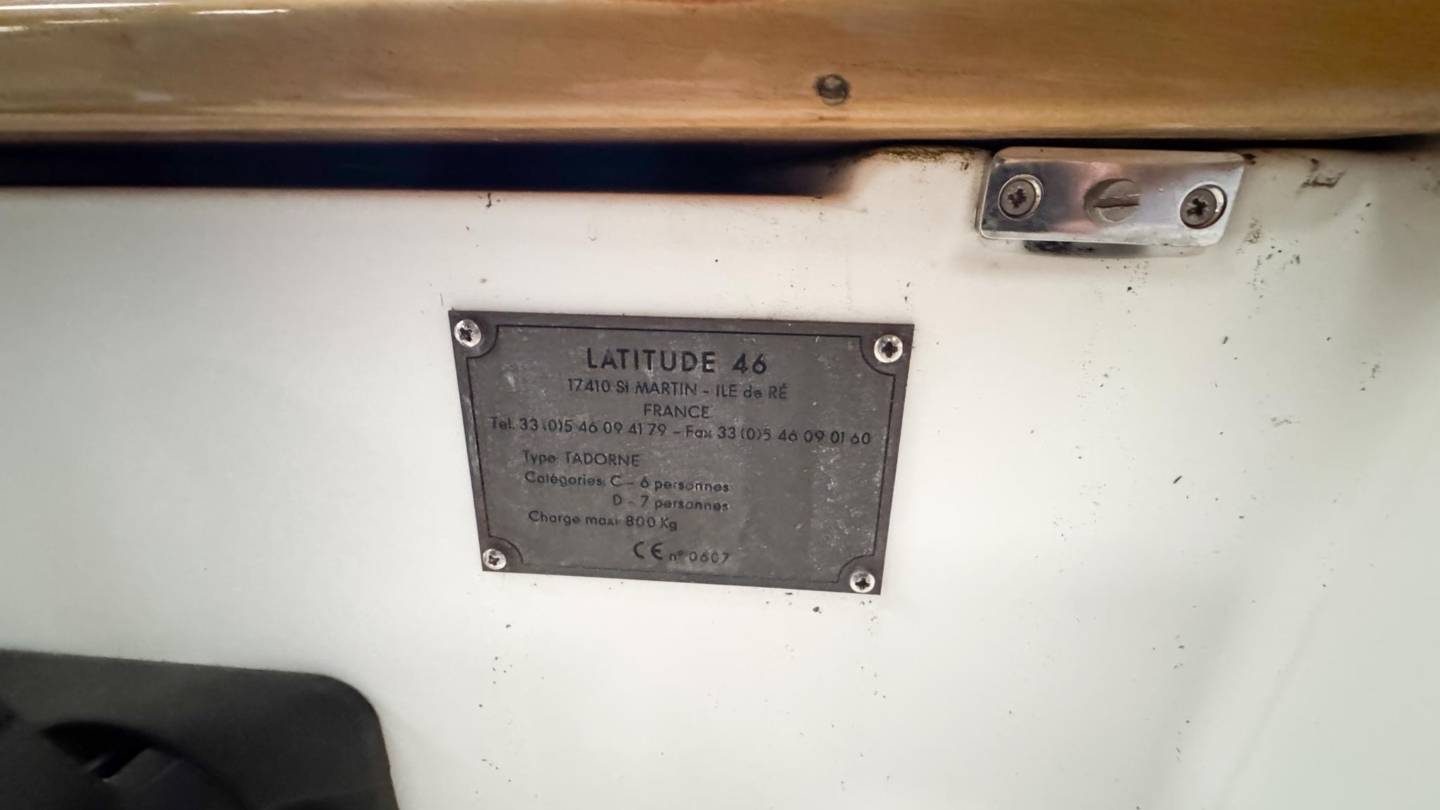 LATITUDE 46
17410 St MARTIN - ILE de RÉ
FRANCE
Tel. 33 (0)5 46 09 41 79 - Fax 33 (0)5 46 09 01 60
Type: TADORNE
Catégories: C - 6 personnes
D - 7 personnes
Charge maxi: 800 Kg
CE n° 0607